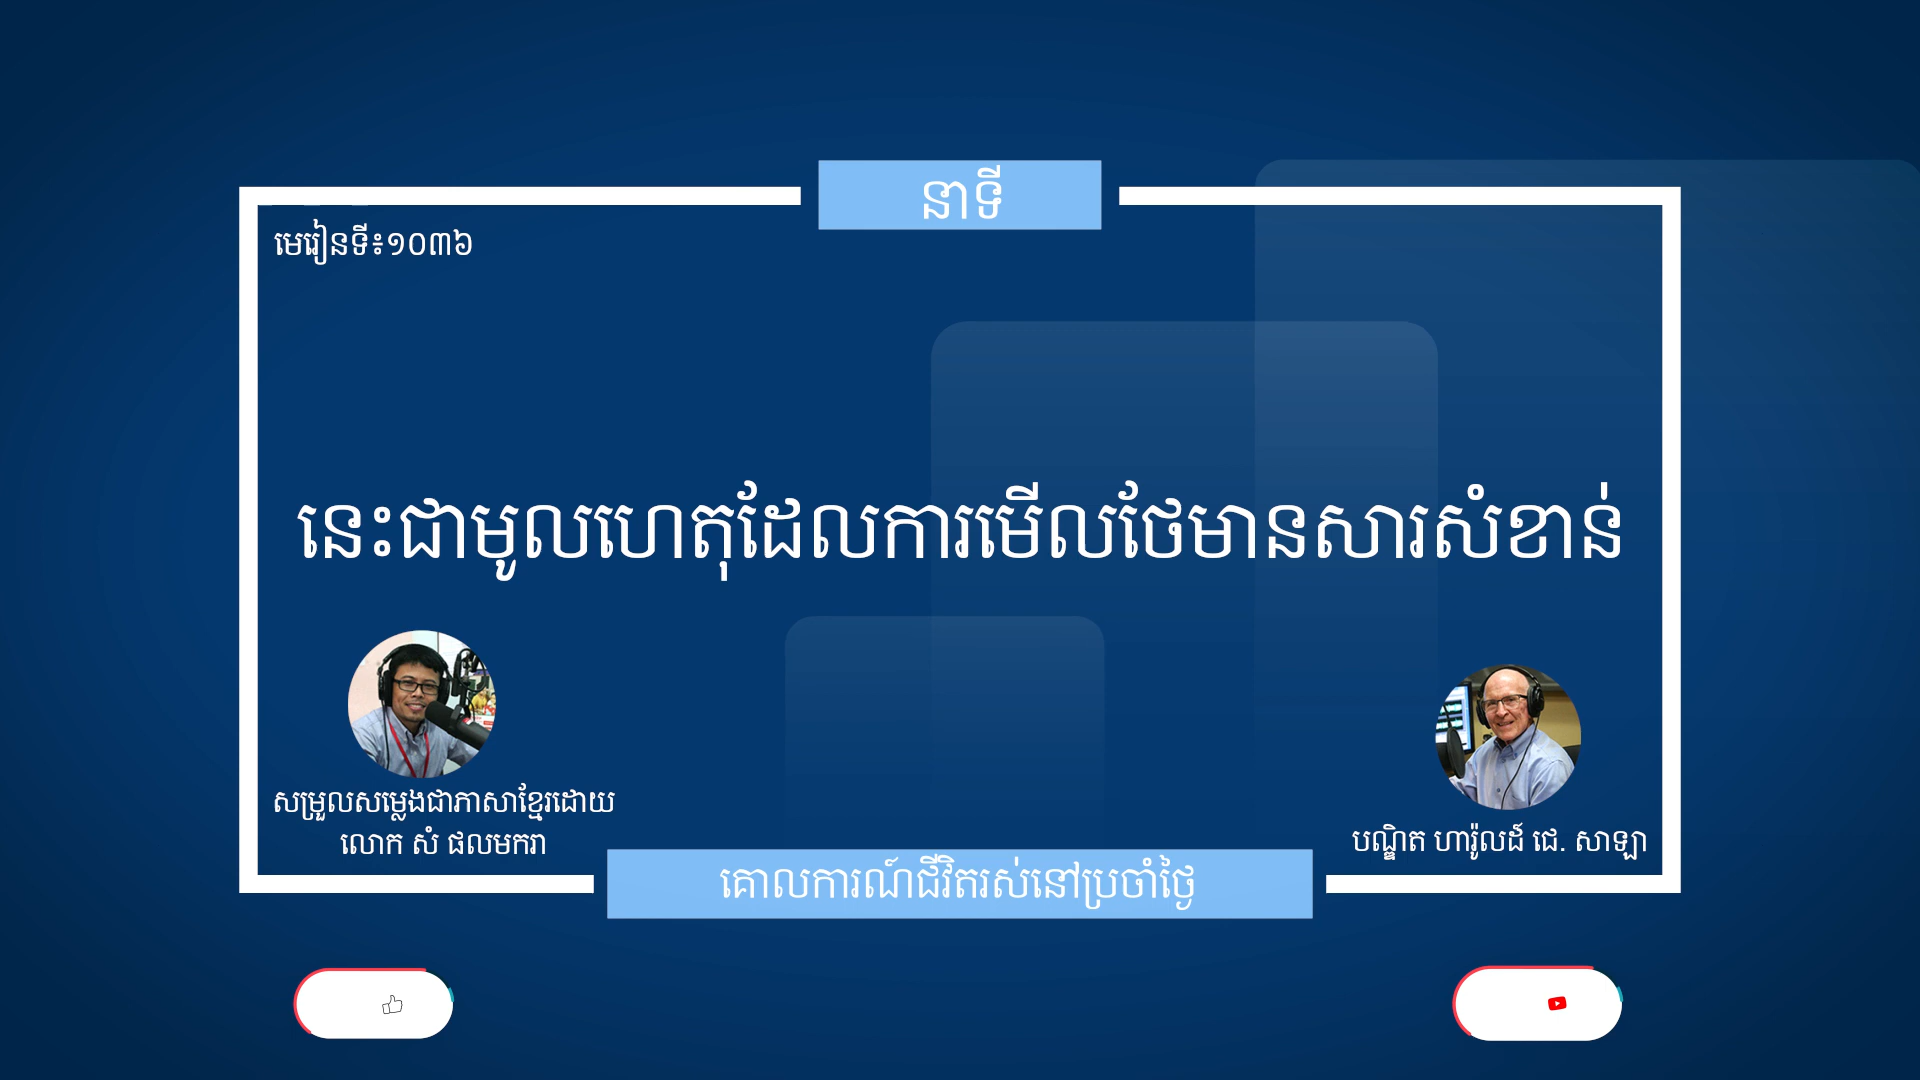 នាទី
មេរៀនទី៖១០៣៦
នេះជាមូលហេតុដែលការមើលថែមានសារសំខាន់
សម្រួលសម្លេងជាភាសាខ្មែរដោយ
លោក សំ ផលមករា
បណ្ឌិត ហារ៉ូលដ៍ ជេ. សាឡា
គោលការណ៍ជីវិតរស់នៅប្រចាំថ្ងៃ